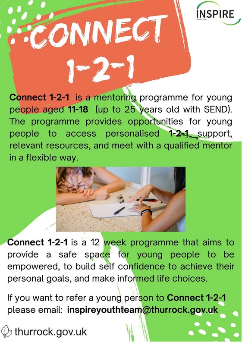 INSPIRE
CONNECT
1-2-1
Connect 1-2-1 is a mentoring programme for young
people aged 11-18 (up to 25 years old with SEND).
The programme provides opportunities for young
people to access personalised 1-2-1 support,
relevant resources, and meet with a qualified mentor
in a flexible way.
Connect 1-2-1 is a 12 week programme that aims to
provide a safe space for young people to be
empowered, to build self confidence to achieve their
personal goals, and make informed life choices.
If you want to refer a young person to Connect 1-2-1
please email: inspireyouthteam@thurrock.gov.uk
thurrock.gov.uk